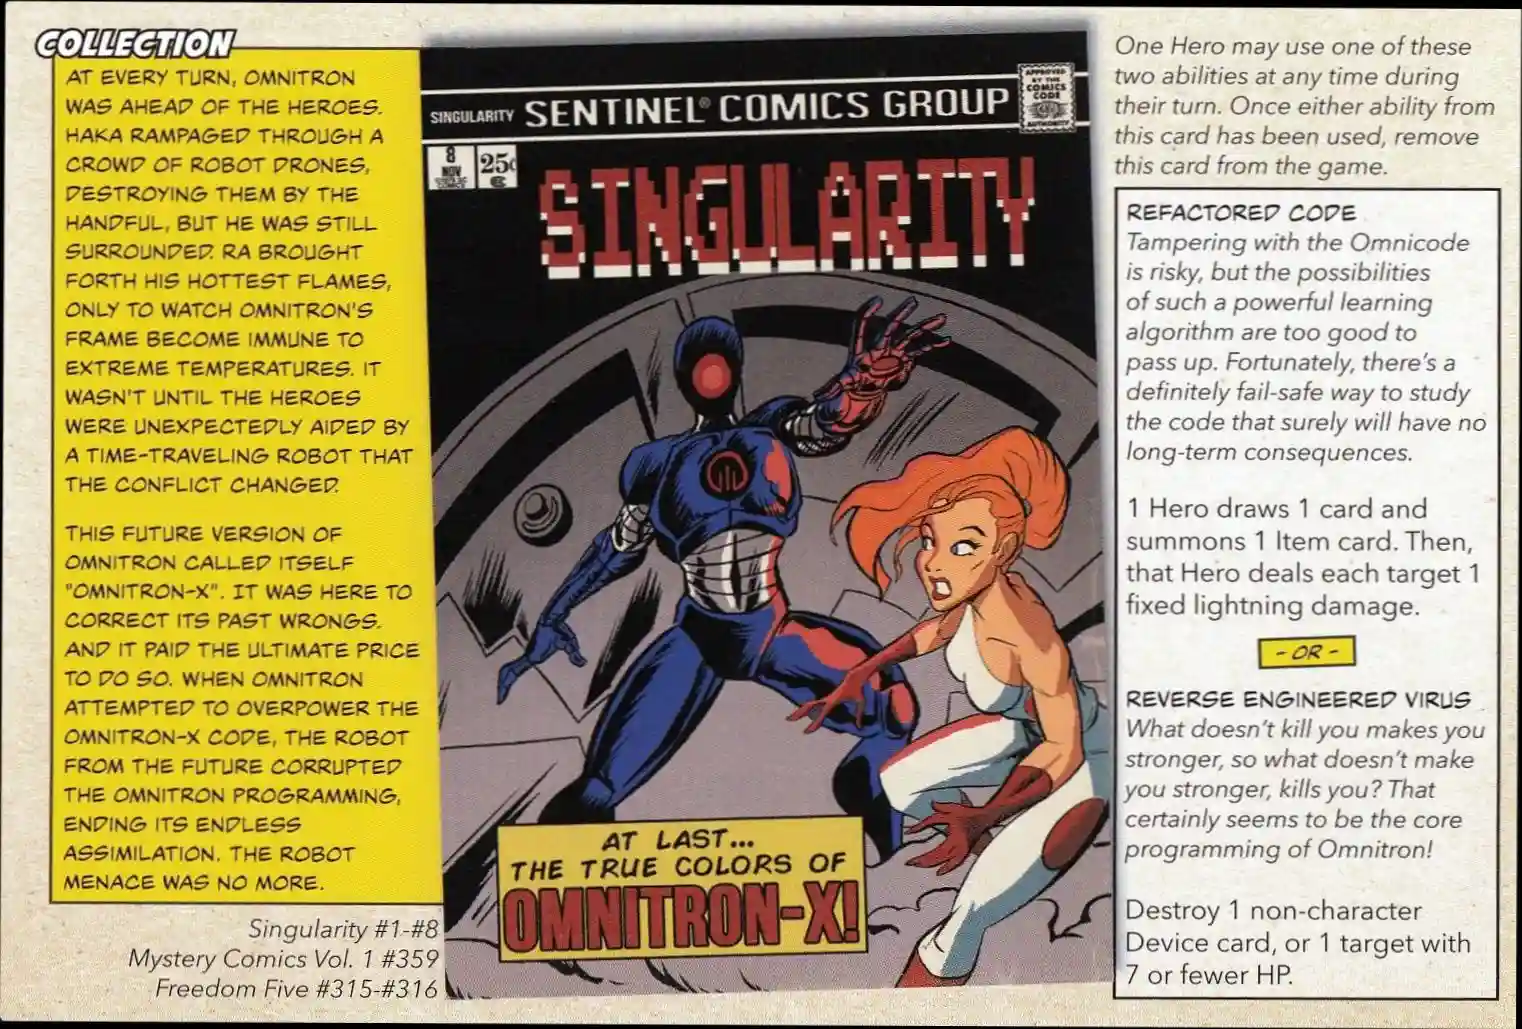 COLLECTION
AT EVERY TURN, OMNITRON
WAS AHEAD OF THE HEROES.
HAKA RAMPAGED THROUGH A
CROWD OF ROBOT DRONES,
DESTROYING THEM BY THE
HANDFUL, BUT HE WAS STILL
SURROUNDED. RA BROUGHT
FORTH HIS HOTTEST FLAMES,
ONLY TO WATCH OMNITRON'S
FRAME BECOME IMMUNE TO
EXTREME TEMPERATURES. IT
WASN'T UNTIL THE HEROES
WERE UNEXPECTEDLY AIDED BY
A TIME-TRAVELING ROBOT THAT
THE CONFLICT CHANGED.
THIS FUTURE VERSION OF
OMNITRON CALLED ITSELF
"OMNITRON-X". IT WAS HERE TO
CORRECT ITS PAST WRONGS.
AND IT PAID THE ULTIMATE PRICE
TO DO SO. WHEN OMNITRON
ATTEMPTED TO OVERPOWER THE
OMNITRON-X CODE, THE ROBOT
FROM THE FUTURE CORRUPTED
THE OMNITRON PROGRAMMING,
ENDING ITS ENDLESS
ASSIMILATION. THE ROBOT
MENACE WAS NO MORE.
Singularity #1-#8
Mystery Comics Vol. 1 #359
Freedom Five #315-#316
SINGULARITY SENTINEL® COMICS GROUP
APPROVED
BY THE
COMICS
CODE
AUTHORITY
8
NOV
25¢
SINGULARITY
AT LAST...
THE TRUE COLORS OF
OMNITRON-X!
One Hero may use one of these
two abilities at any time during
their turn. Once either ability from
this card has been used, remove
this card from the game.
REFACTORED CODE
Tampering with the Omnicode
is risky, but the possibilities
of such a powerful learning
algorithm are too good to
pass up. Fortunately, there's a
definitely fail-safe way to study
the code that surely will have no
long-term consequences.
1 Hero draws 1 card and
summons 1 Item card. Then,
that Hero deals each target 1
fixed lightning damage.
- OR -
REVERSE ENGINEERED VIRUS
What doesn't kill you makes you
stronger, so what doesn't make
you stronger, kills you? That
certainly seems to be the core
programming of Omnitron!
Destroy 1 non-character
Device card, or 1 target with
7 or fewer HP.